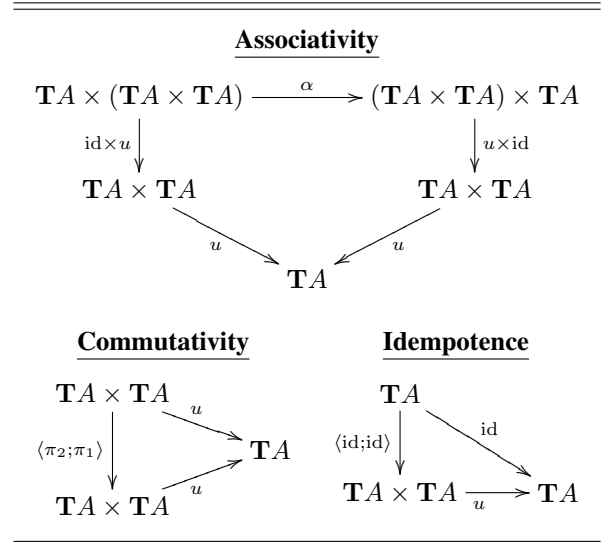 Associativity
TA × (TA × TA) α (TA × TA) × TA
id×u u×id
TA × TA TA × TA
u u
TA
Commutativity Idempotence
TA × TA TA
u id
⟨π₂;π₁⟩ TA ⟨id;id⟩
u
TA × TA TA × TA u TA